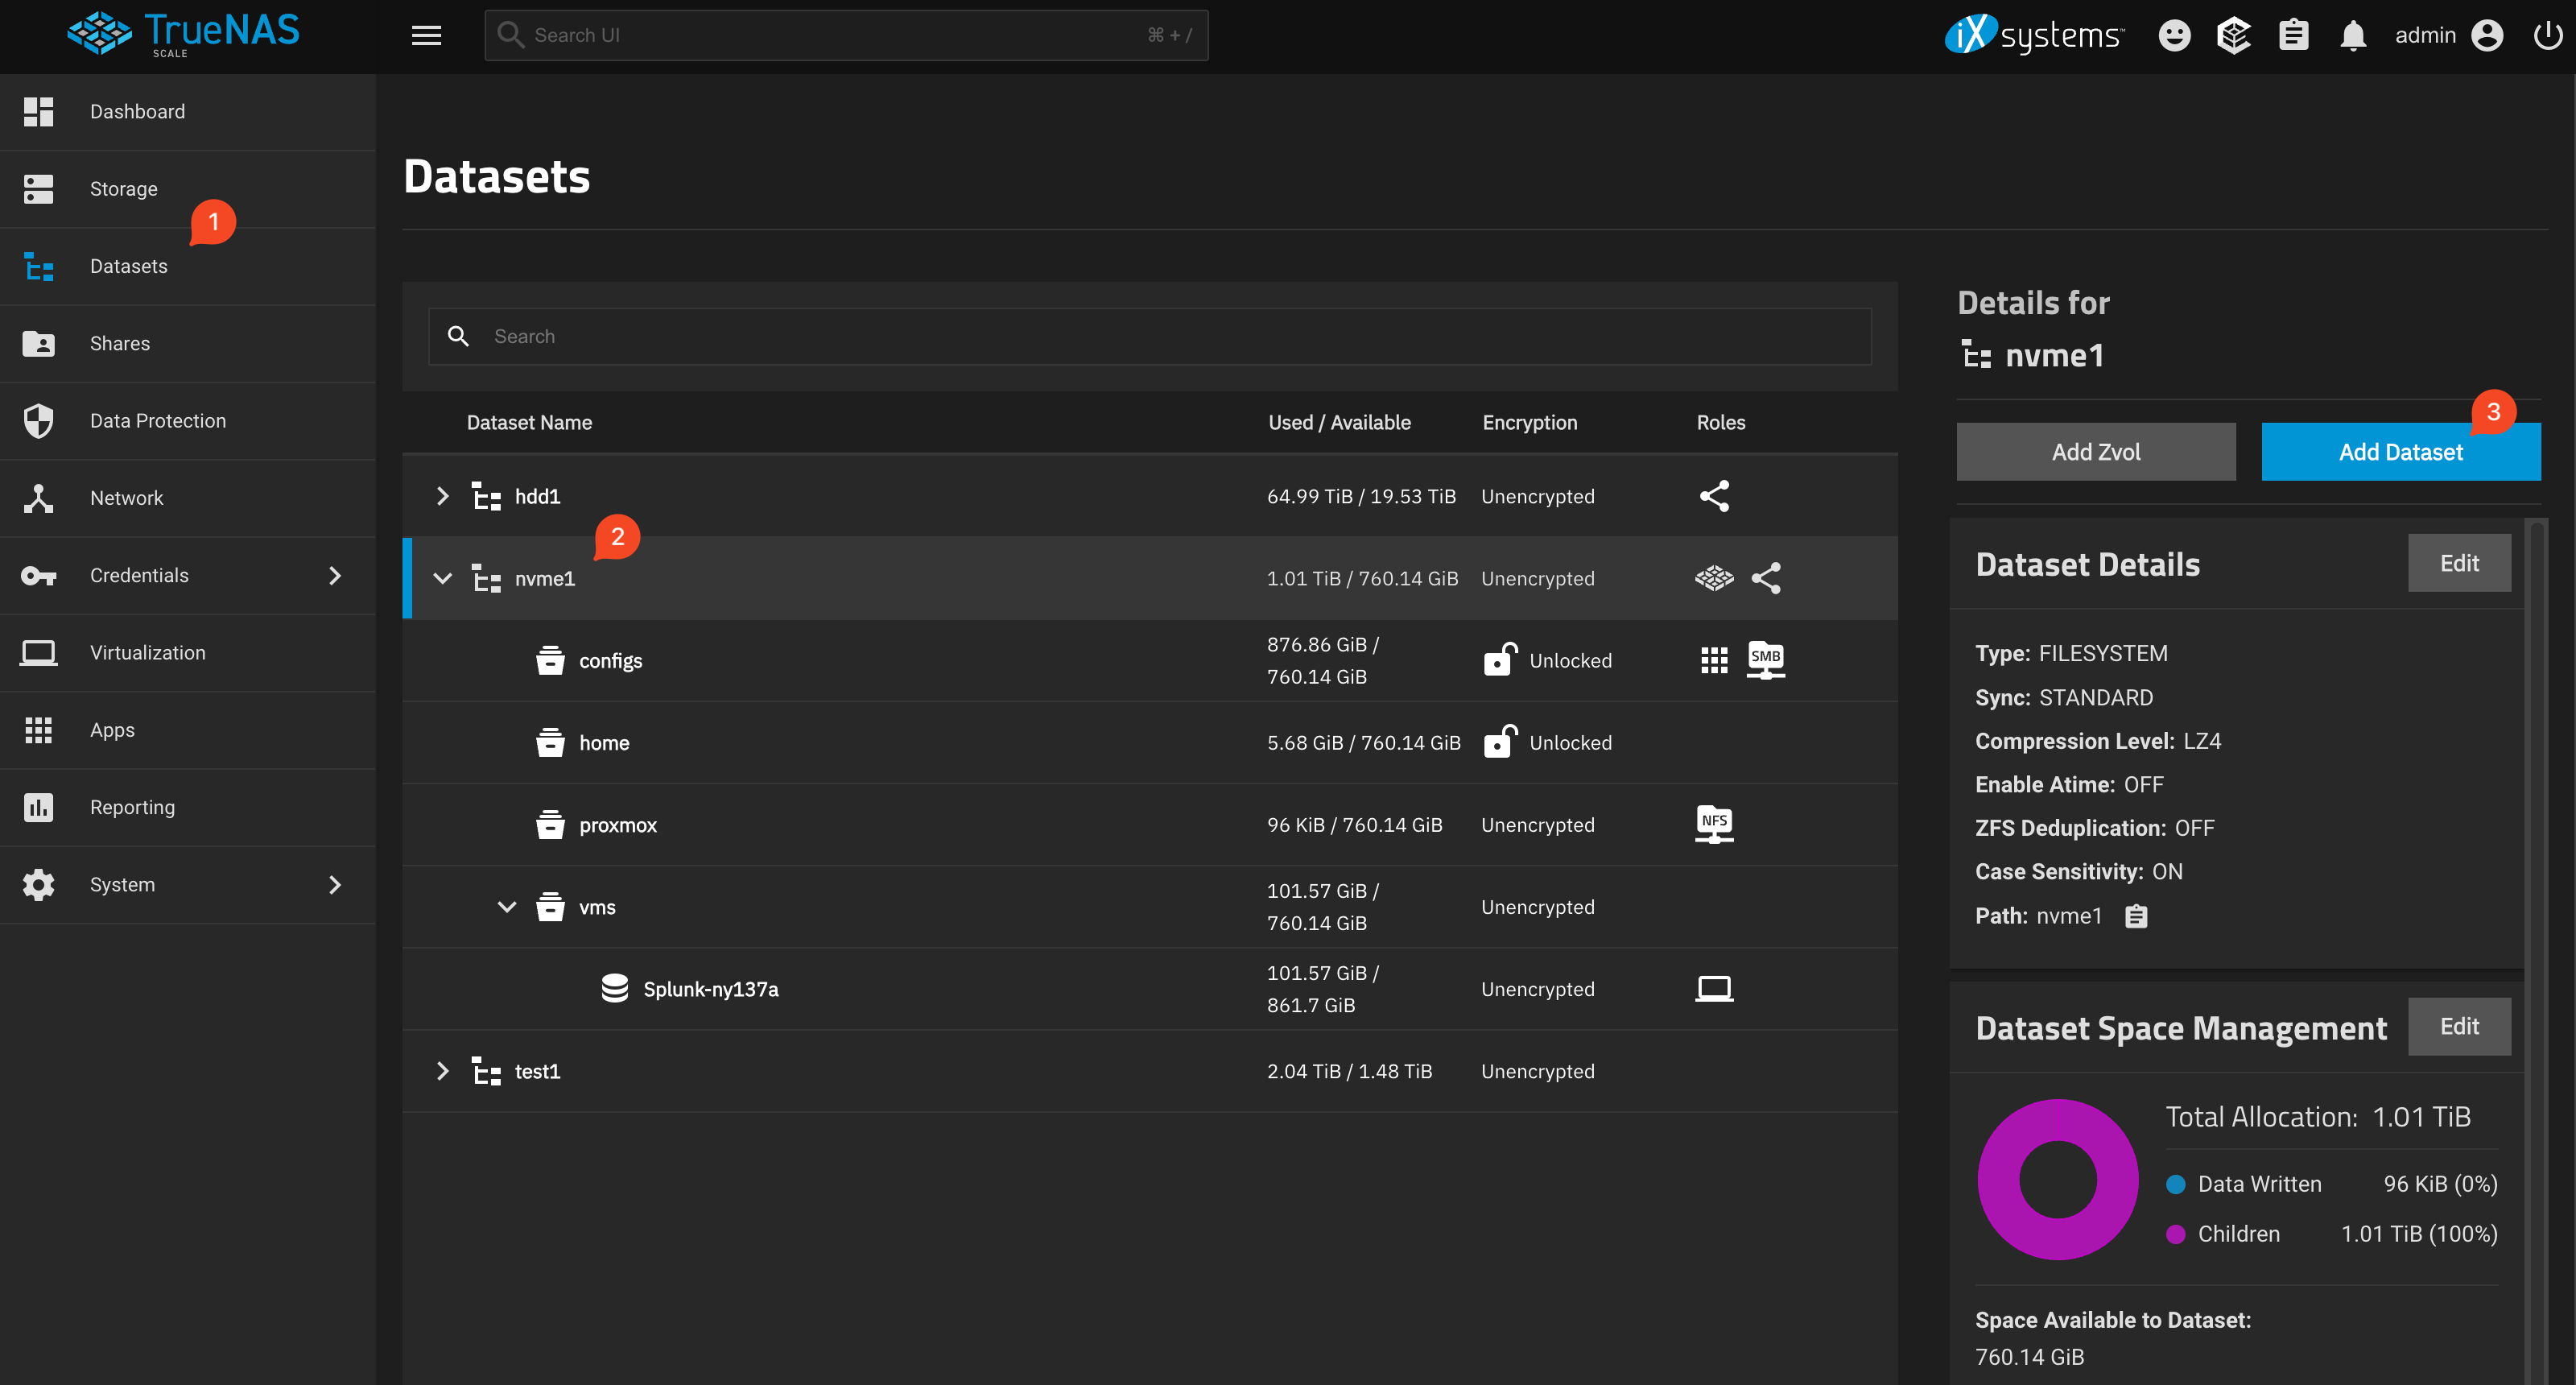 TrueNAS
SCALE
Search UI
⌘ + /
iXsystems™
admin
Dashboard
Storage
1
Datasets
Shares
Data Protection
Network
Credentials
Virtualization
Apps
Reporting
System
Datasets
Search
Dataset Name
Used / Available
Encryption
Roles
hdd1
64.99 TiB / 19.53 TiB
Unencrypted
2
nvme1
1.01 TiB / 760.14 GiB
Unencrypted
configs
876.86 GiB /
760.14 GiB
Unlocked
SMB
home
5.68 GiB / 760.14 GiB
Unlocked
proxmox
96 KiB / 760.14 GiB
Unencrypted
NFS
vms
101.57 GiB /
760.14 GiB
Unencrypted
Splunk-ny137a
101.57 GiB /
861.7 GiB
Unencrypted
test1
2.04 TiB / 1.48 TiB
Unencrypted
Details for
nvme1
3
Add Zvol
Add Dataset
Dataset Details
Edit
Type: FILESYSTEM
Sync: STANDARD
Compression Level: LZ4
Enable Atime: OFF
ZFS Deduplication: OFF
Case Sensitivity: ON
Path: nvme1
Dataset Space Management
Edit
Total Allocation: 1.01 TiB
Data Written 96 KiB (0%)
Children 1.01 TiB (100%)
Space Available to Dataset:
760.14 GiB